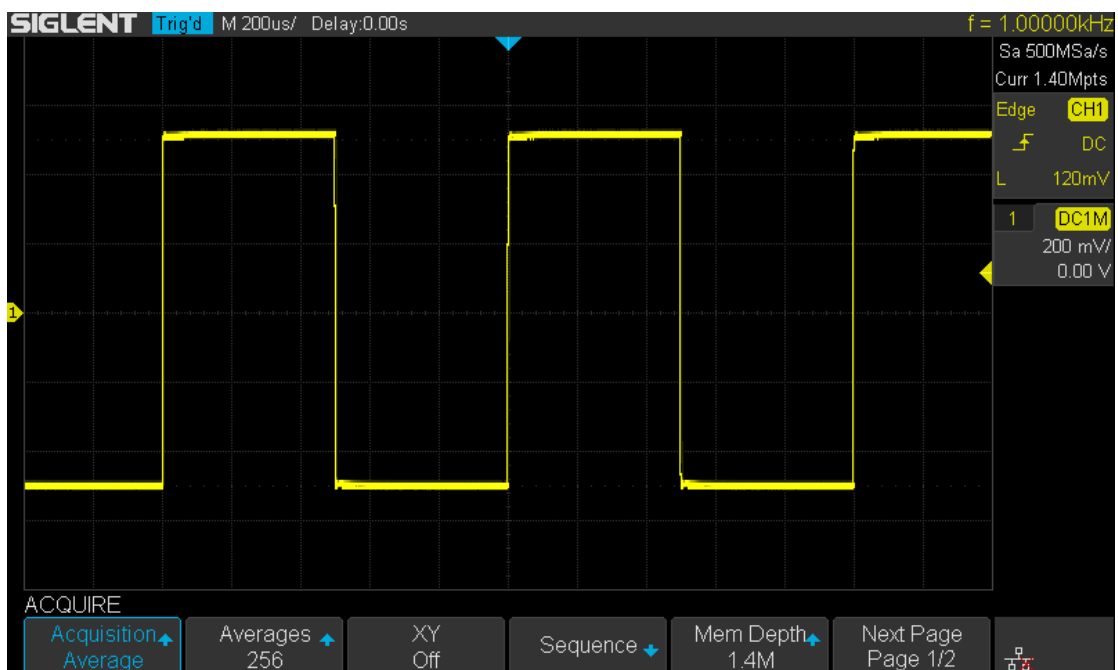 SIGLENT Trig'd M 200us/ Delay:0.00s f = 1.00000kHz
Sa 500MSa/s
Curr 1.40Mpts
Edge CH1
DC
L 120mV
1 DC1M
200 mV/
0.00 V
1
ACQUIRE
Acquisition
Average
Averages
256
XY
Off
Sequence
Mem Depth
1.4M
Next Page
Page 1/2